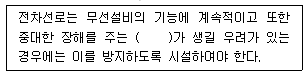 전차선로는 무선설비의 기능에 계속적이고 또한
중대한 장해를 주는 (      )가 생길 우려가 있는
경우에는 이를 방지하도록 시설하여야 한다.